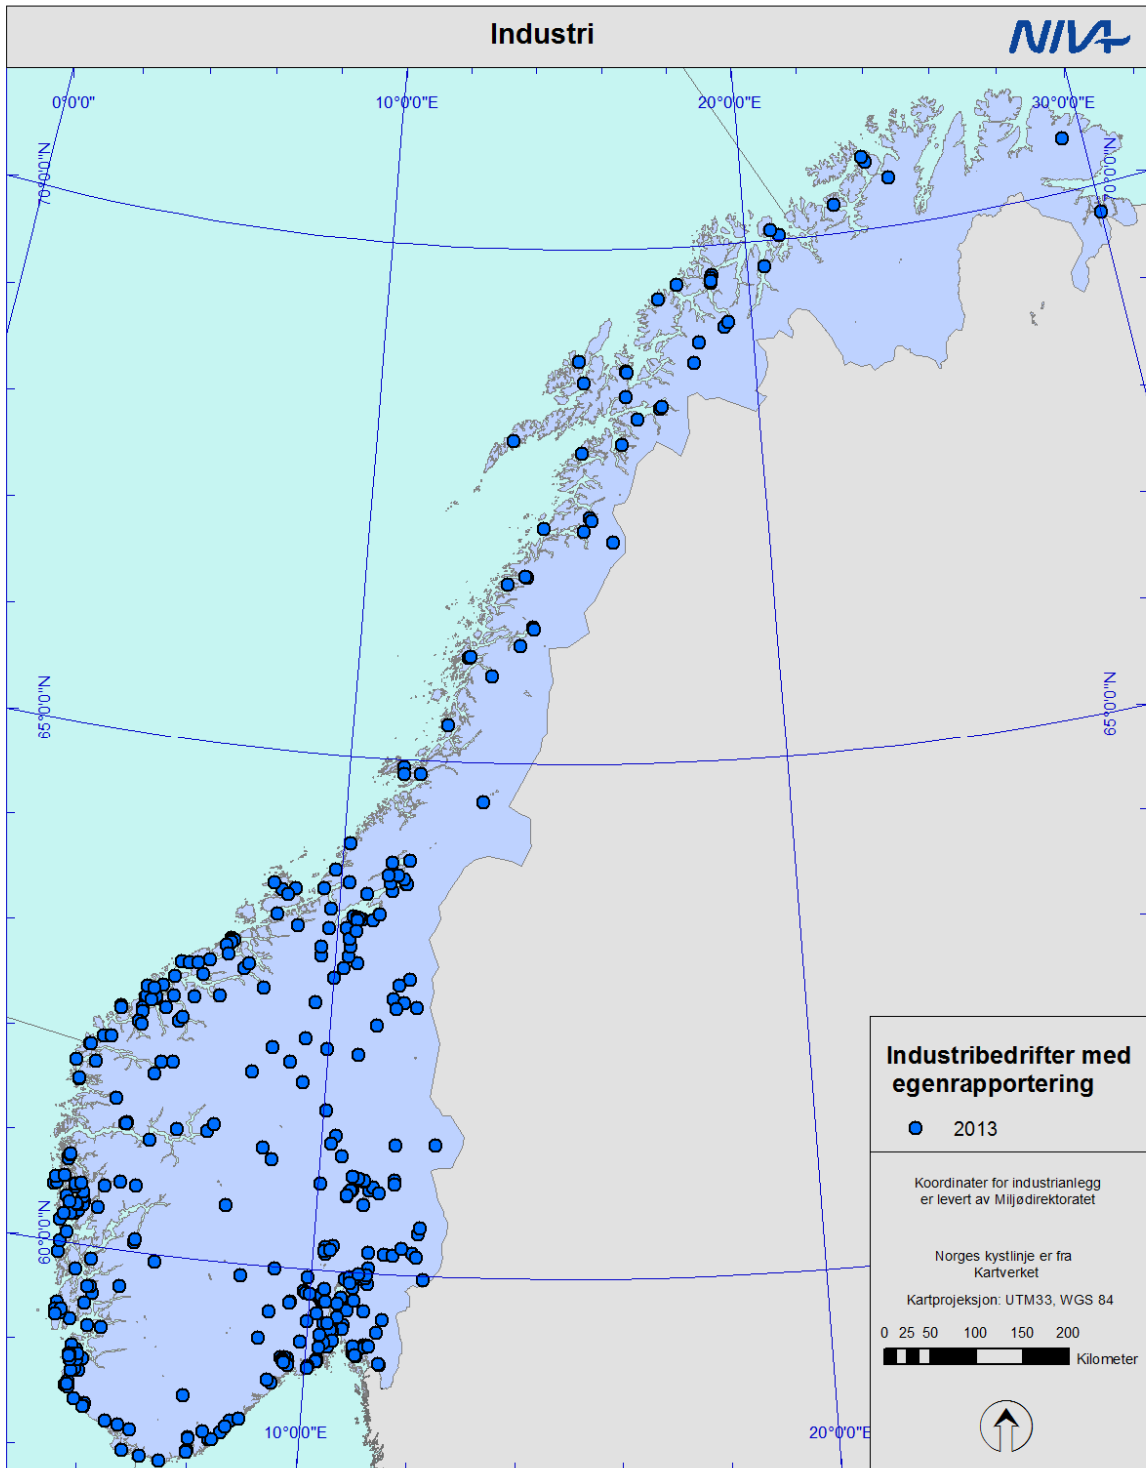 Industri
NIVA
0°0'0"
10°0'0"E
20°0'0"E
30°0'0"E
70°0'0"N
70°0'0"N
65°0'0"N
65°0'0"N
60°0'0"N
10°0'0"E
20°0'0"E
Industribedrifter med
egenrapportering
2013
Koordinater for industrianlegg
er levert av Miljødirektoratet
Norges kystlinje er fra
Kartverket
Kartprojeksjon: UTM33, WGS 84
0 25 50 100 150 200
Kilometer